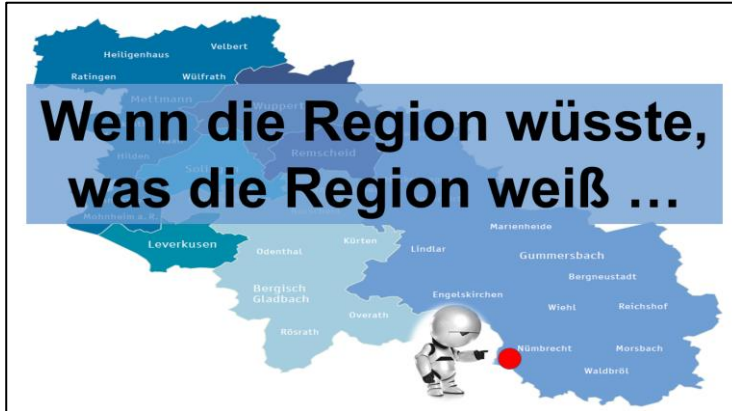 Velbert
Heiligenhaus
Ratingen Wülfrath
Mettmann
Wenn die Region wüsste,
Hilden Remscheid
was die Region weiß ...
Leverkusen
Odenthal Kürten Lindlar Marienheide
Gummersbach
Bergneustadt
Bergisch
Gladbach
Engelskirchen
Wiehl Reichshof
Overath
Rösrath
Nümbrecht Morsbach
Waldbröl